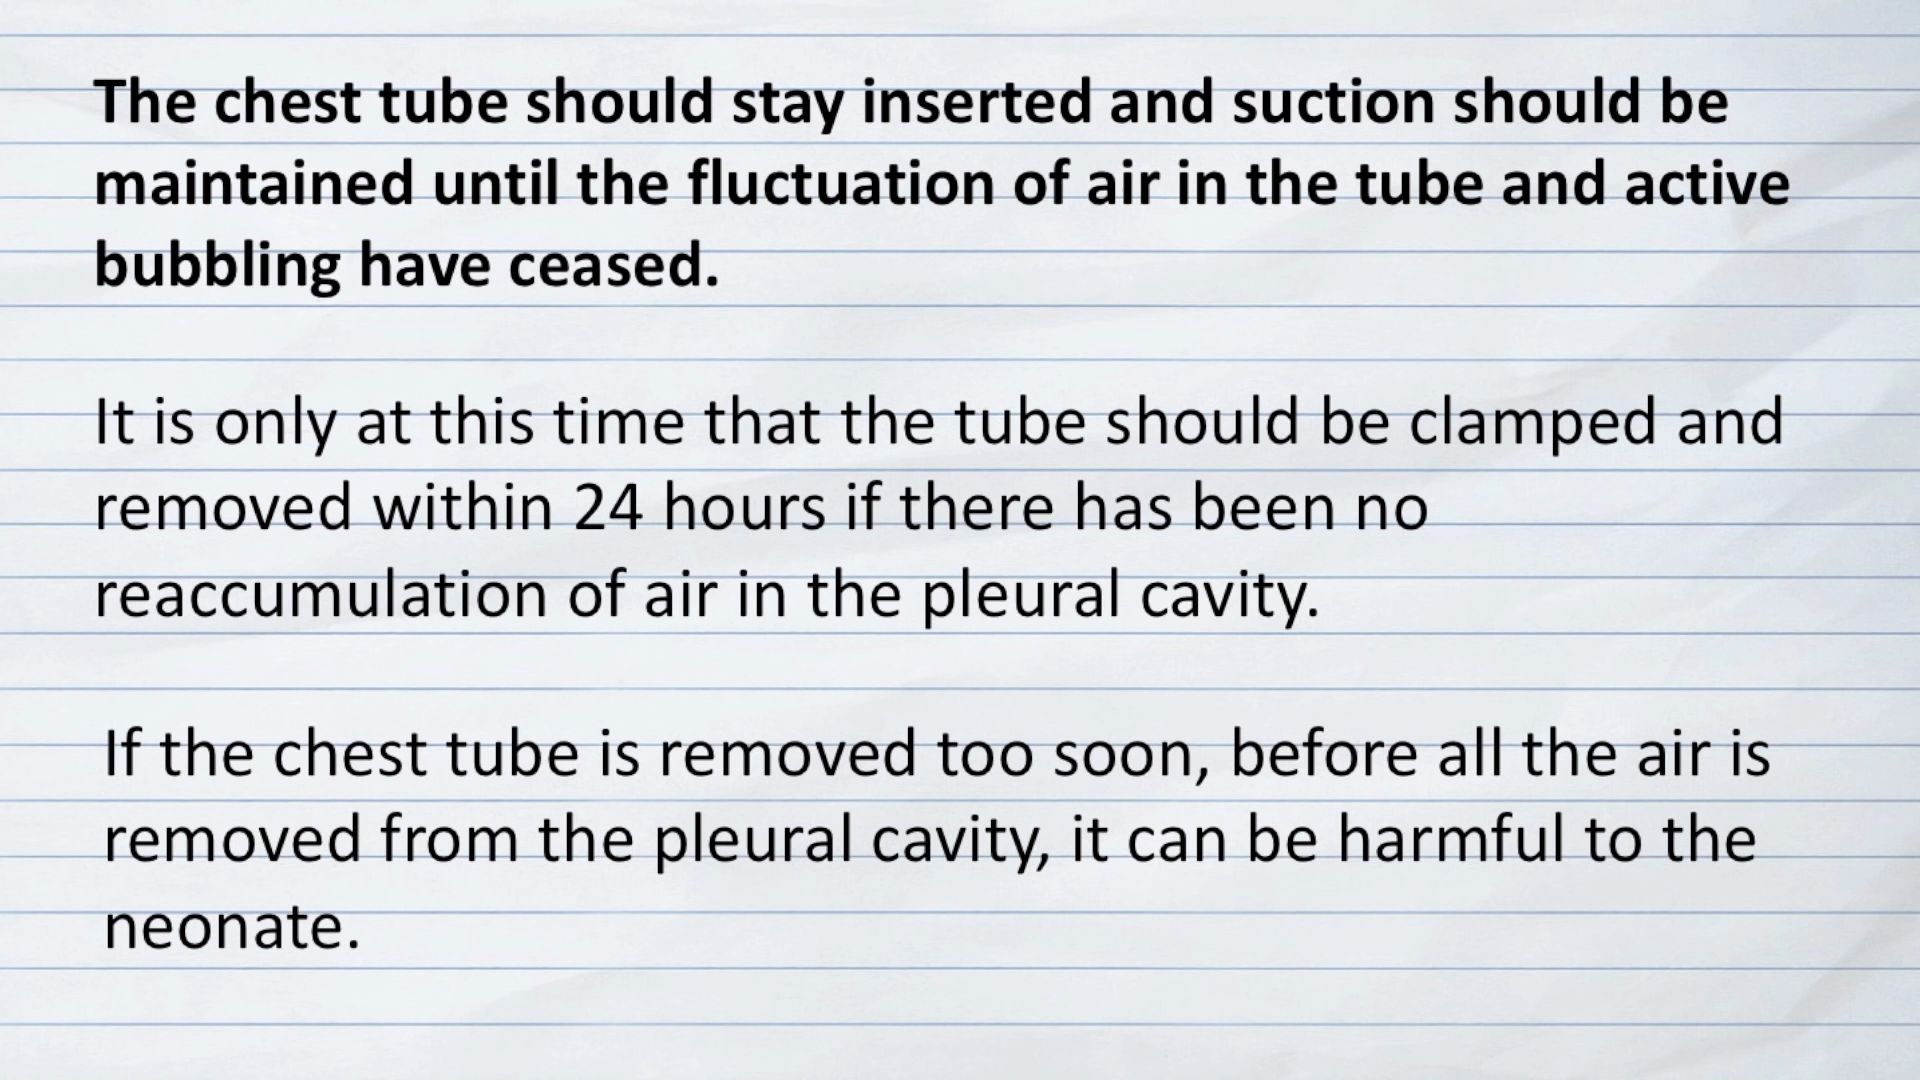 The chest tube should stay inserted and suction should be
maintained until the fluctuation of air in the tube and active
bubbling have ceased.
It is only at this time that the tube should be clamped and
removed within 24 hours if there has been no
reaccumulation of air in the pleural cavity.
If the chest tube is removed too soon, before all the air is
removed from the pleural cavity, it can be harmful to the
neonate.